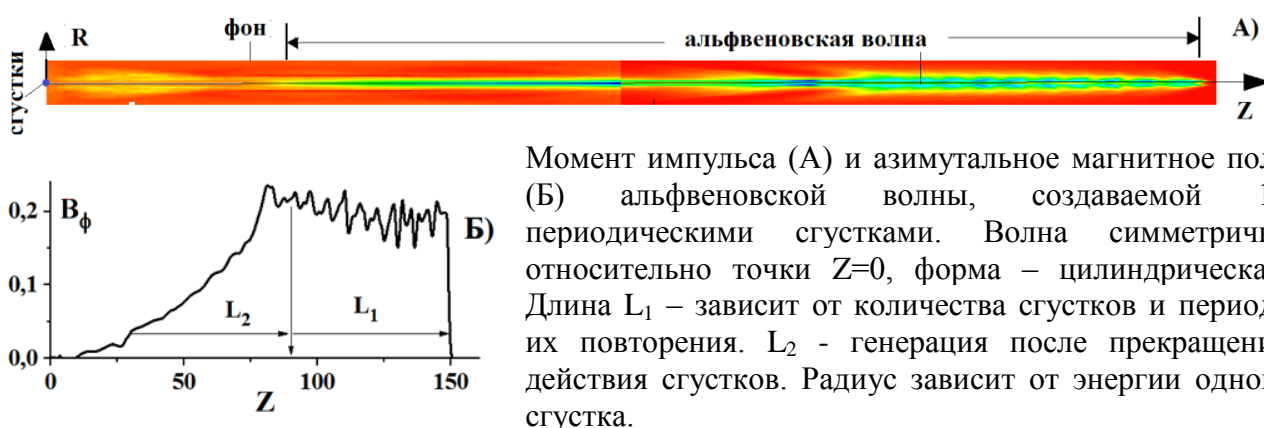 R
фон
альфвеновская волна
А)
сгустки
Z
Момент импульса (А) и азимутальное магнитное пол
(Б) альфвеновской волны, создаваемой 1
периодическими сгустками. Волна симметричн
относительно точки Z=0, форма – цилиндрическа
Длина L₁ – зависит от количества сгустков и период
их повторения. L₂ - генерация после прекращени
действия сгустков. Радиус зависит от энергии одно
сгустка.
0,2
Bϕ
Б)
0,1
L₂
L₁
0,0
0
50
100
150
Z